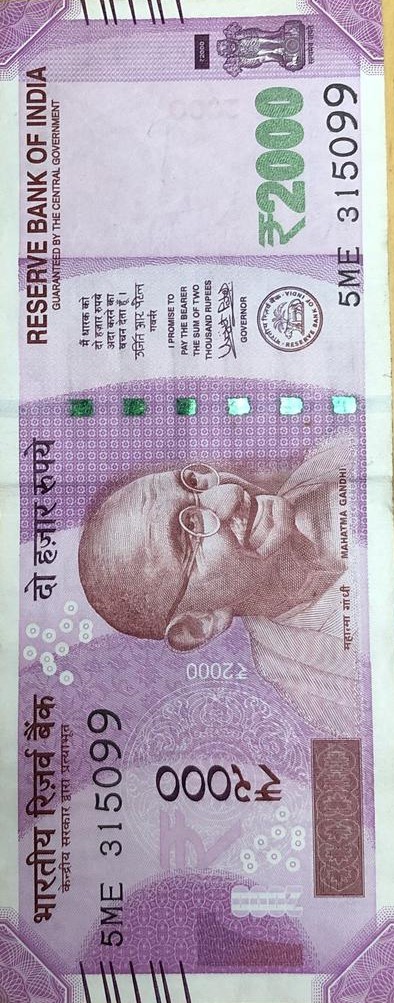 भारतीय रिज़र्व बैंक
केन्द्रीय सरकार द्वारा प्रत्याभूत
दो हज़ार रुपये
RESERVE BANK OF INDIA
GUARANTEED BY THE CENTRAL GOVERNMENT
5ME 315099
₹2000
₹२०००
₹2000
महात्मा गांधी
MAHATMA GANDHI
मैं धारक को
दो हज़ार रुपये
अदा करने का
वचन देता हूँ ।
उर्जित आर पटेल
गवर्नर
I PROMISE TO
PAY THE BEARER
THE SUM OF TWO
THOUSAND RUPEES
GOVERNOR
RESERVE BANK OF INDIA
₹2000
सत्यमेव जयते
5ME 315099